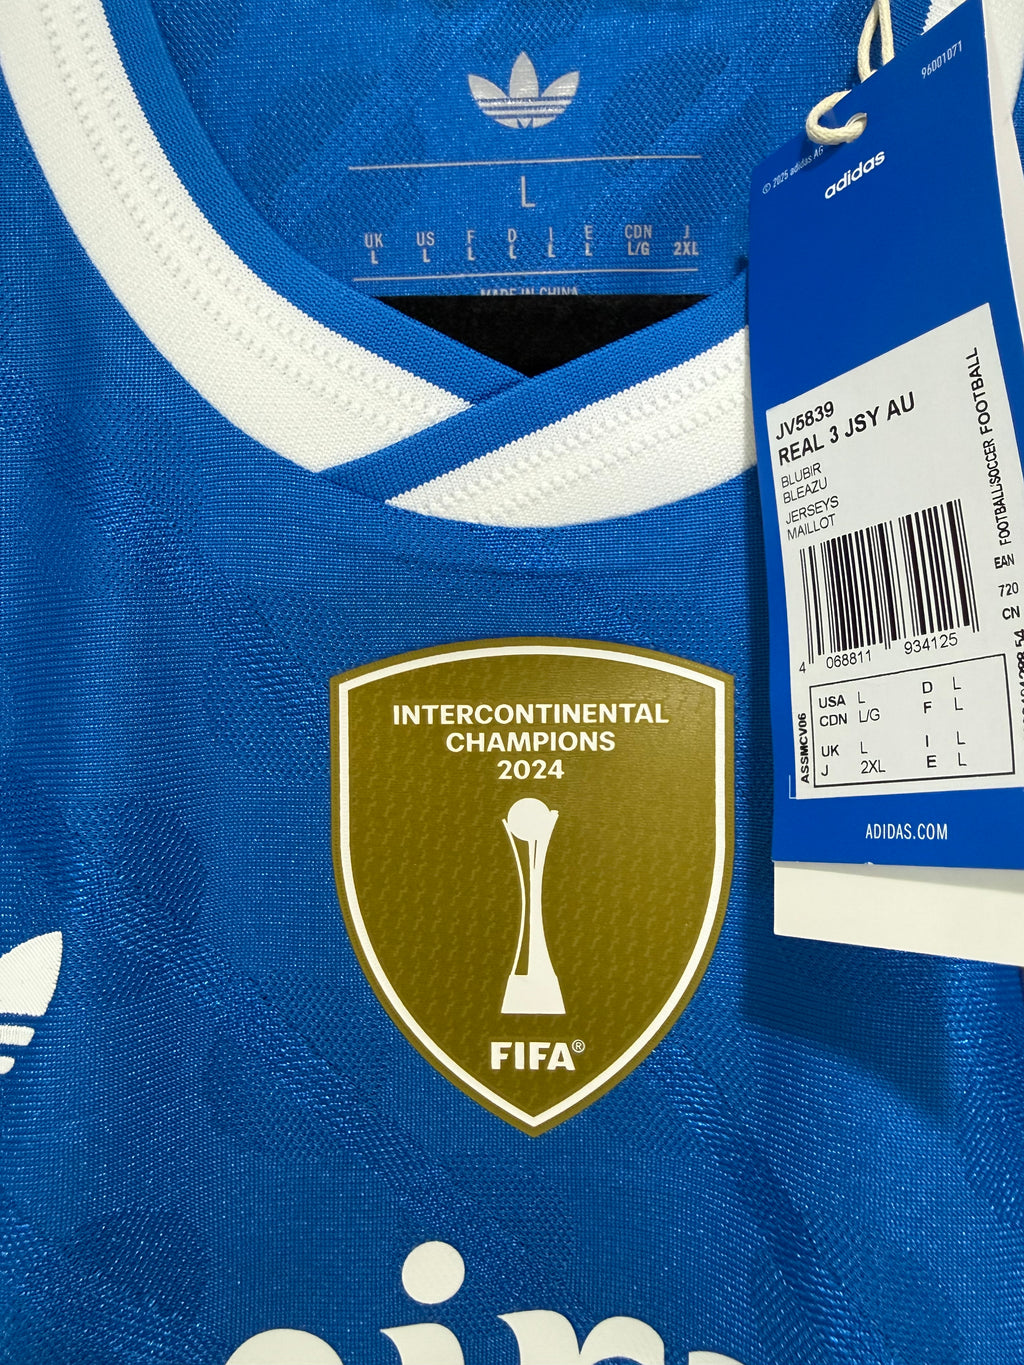 L
UK US F D I E CDN J
L L L L L L L/G 2XL
MADE IN CHINA
96001071
© 2025 adidas AG
adidas
JV5839
REAL 3 JSY AU
BLUBIR
BLEAZU
JERSEYS
MAILLOT
FOOTBALL/SOCCER FOOTBALL
EAN
720
CN
4 068811 934125
ASSMCV06
USA L D L
CDN L/G F L
UK L I L
J 2XL E L
ADIDAS.COM
INTERCONTINENTAL
CHAMPIONS
2024
FIFA®